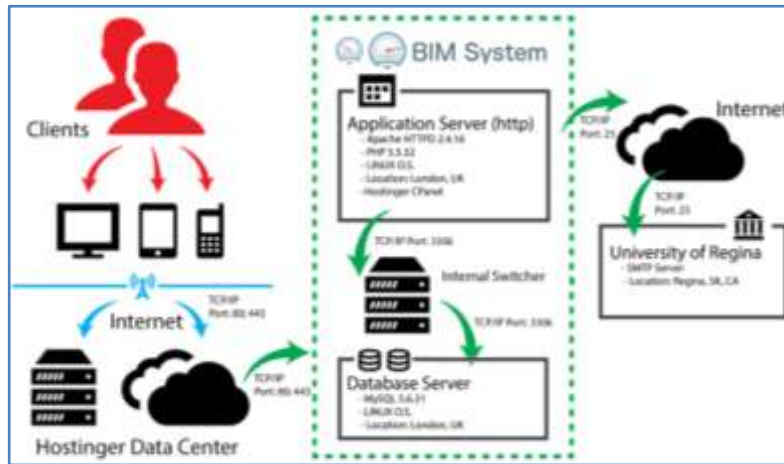 Clients
TCP/IP
Port: 80; 443
Internet
Hostinger Data Center
TCP/IP
Port: 80; 443
BIM System
Application Server (http)
- Apache HTTPD 2.4.16
- PHP 5.5.32
- LINUX O.S.
- Location: London, UK
- Hostinger CPanel
TCP/IP Port: 3306
Internal Switcher
TCP/IP Port: 3306
Database Server
- MySQL 5.6.21
- LINUX O.S.
- Location: London, UK
TCP/IP
Port: 25
Internet
TCP/IP
Port: 25
University of Regina
- SMTP Server
- Location: Regina, SK, CA